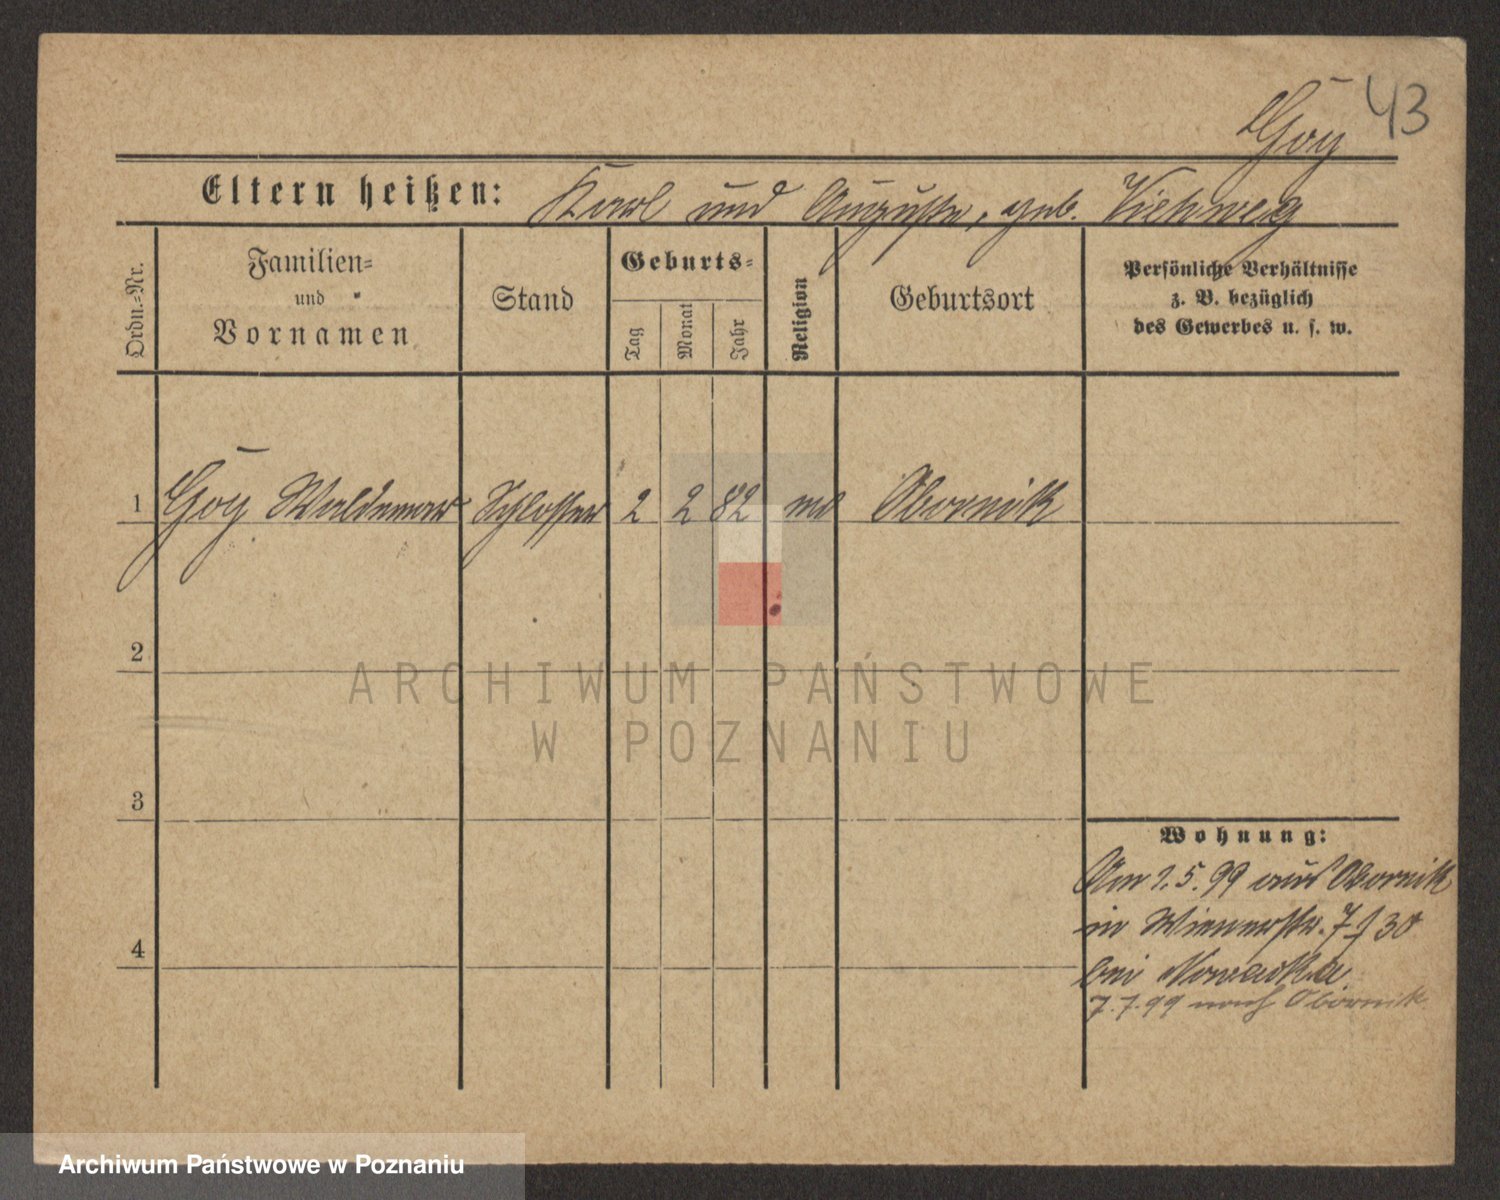 Goy 43
Eltern heißen: Karl und Auguste, geb. Viehweg
Ordn.-Nr.
Familien-
und
Vornamen
Stand
Geburts-
Tag
Monat
Jahr
Religion
Geburtsort
Persönliche Verhältnisse
z. B. bezüglich
des Gewerbes u. s. w.
1 Goy Waldemar Schlosser 2 2 82 Obornik
2
ARCHIWUM PAŃSTWOWE
W POZNANIU
3
Wohnung:
Am 1.5.99 aus Obornik
in Wienerstr. 30
4
bei Nowacka
7.7.99 nach Obornik
Archiwum Państwowe w Poznaniu